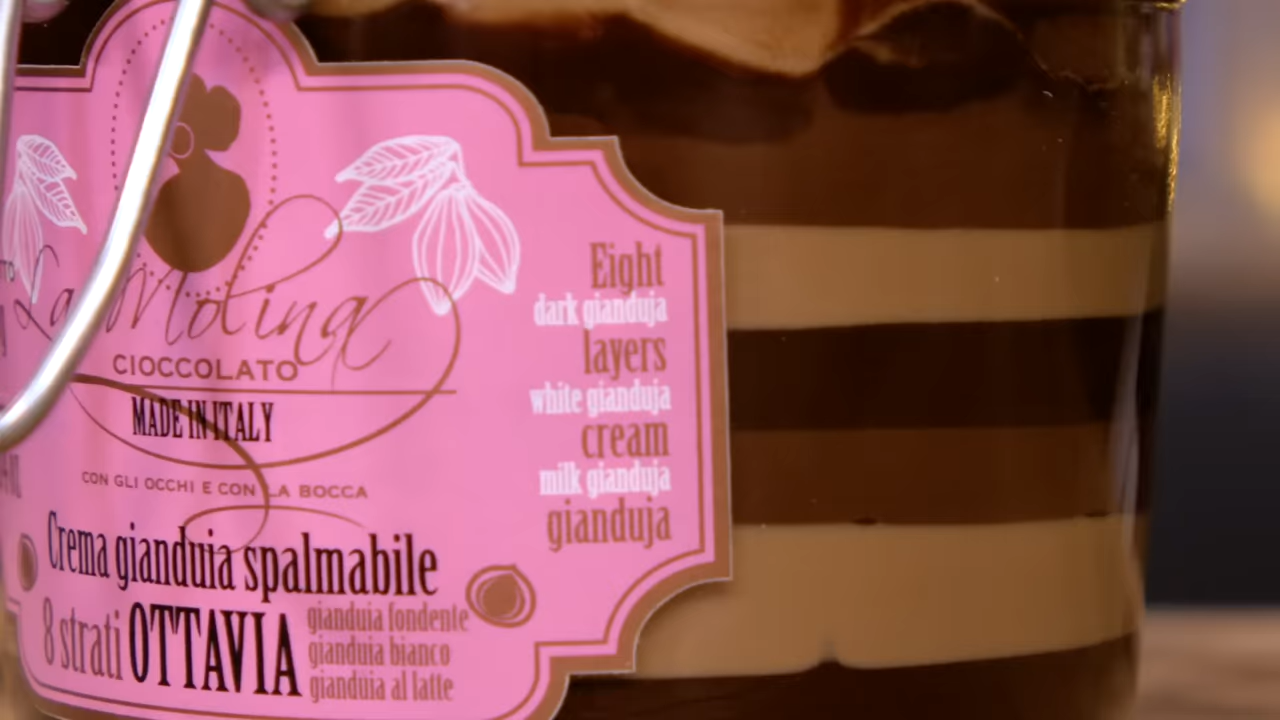 La Molina
CIOCCOLATO
MADE IN ITALY
CON GLI OCCHI E CON LA BOCCA
Crema gianduia spalmabile
8 strati OTTAVIA
gianduia fondente
gianduia bianco
gianduia al latte
Eight
dark gianduja
layers
white gianduja
cream
milk gianduja
gianduja